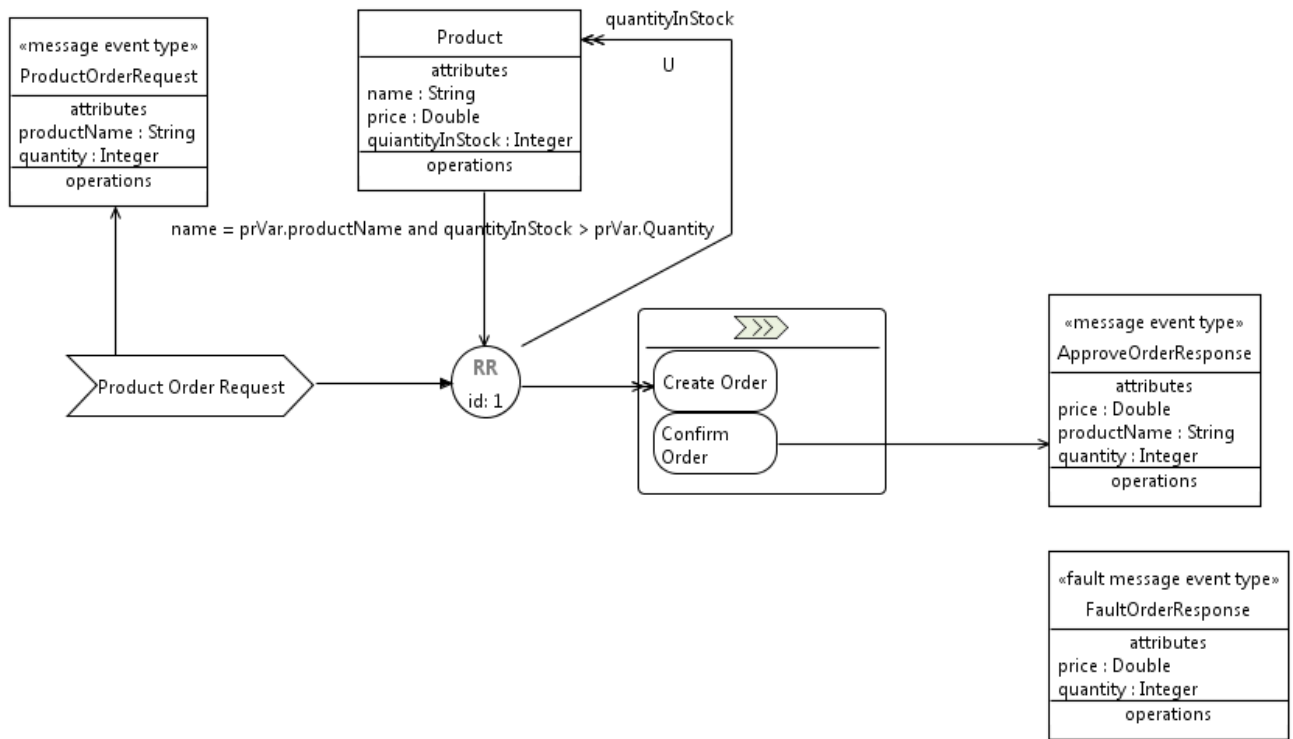 «message event type»
ProductOrderRequest
attributes
productName : String
quantity : Integer
operations
Product
attributes
name : String
price : Double
quiantityInStock : Integer
operations
quantityInStock
U
name = prVar.productName and quantityInStock > prVar.Quantity
Product Order Request
RR
id: 1
Create Order
Confirm
Order
«message event type»
ApproveOrderResponse
attributes
price : Double
productName : String
quantity : Integer
operations
«fault message event type»
FaultOrderResponse
attributes
price : Double
quantity : Integer
operations